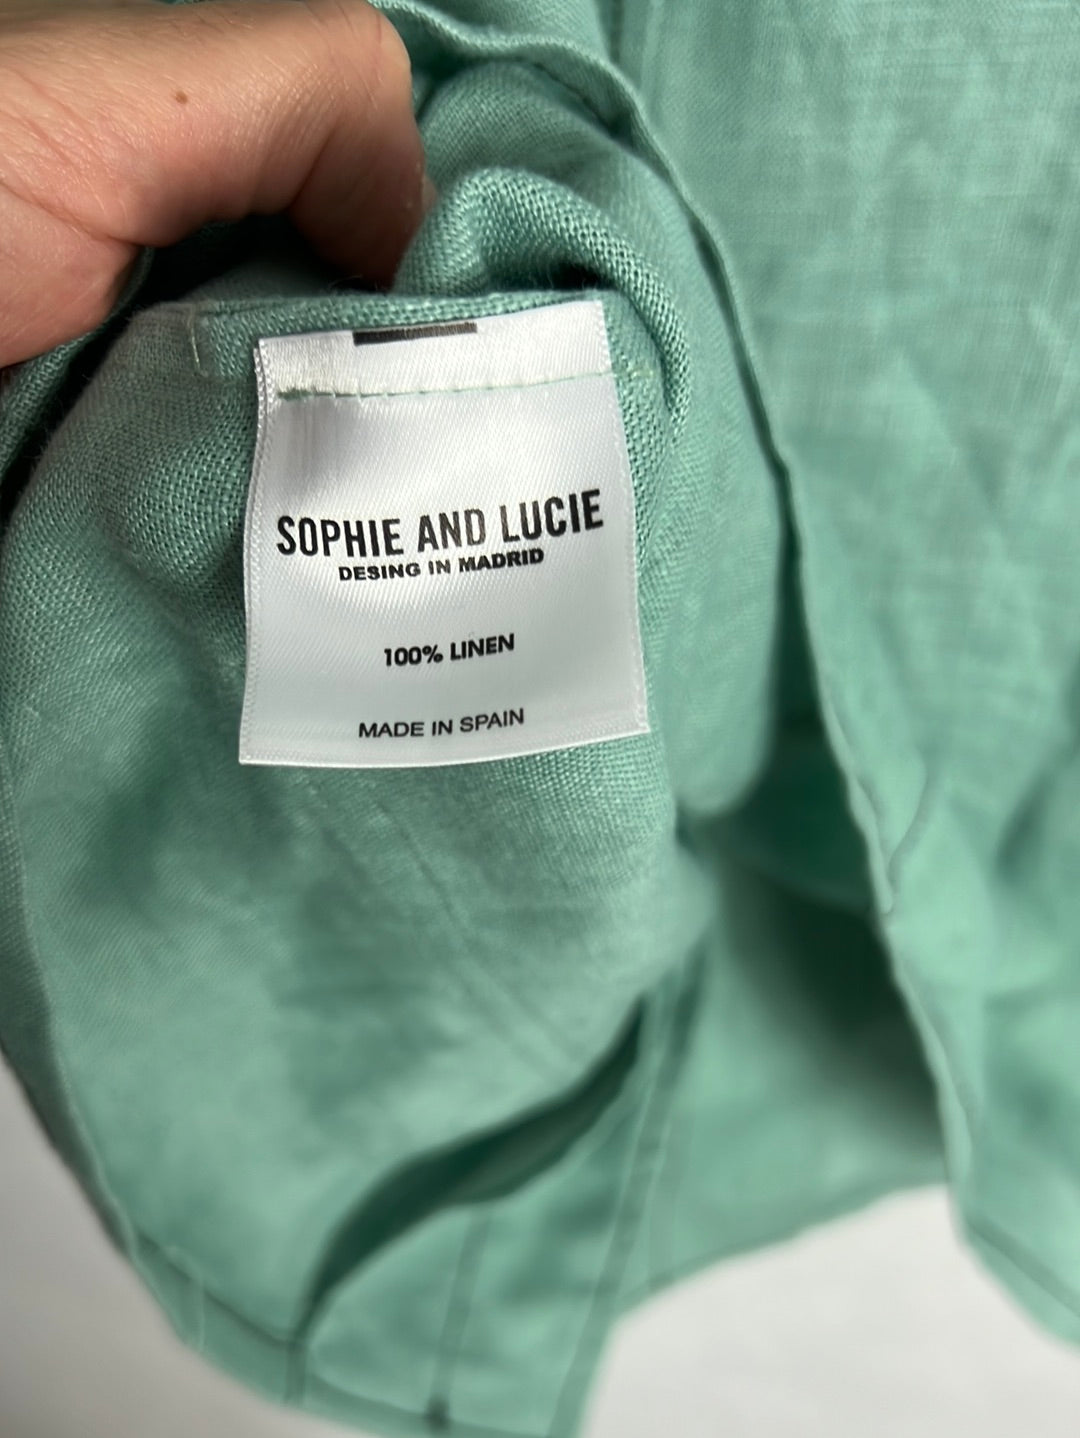 SOPHIE AND LUCIE
DESING IN MADRID
100% LINEN
MADE IN SPAIN